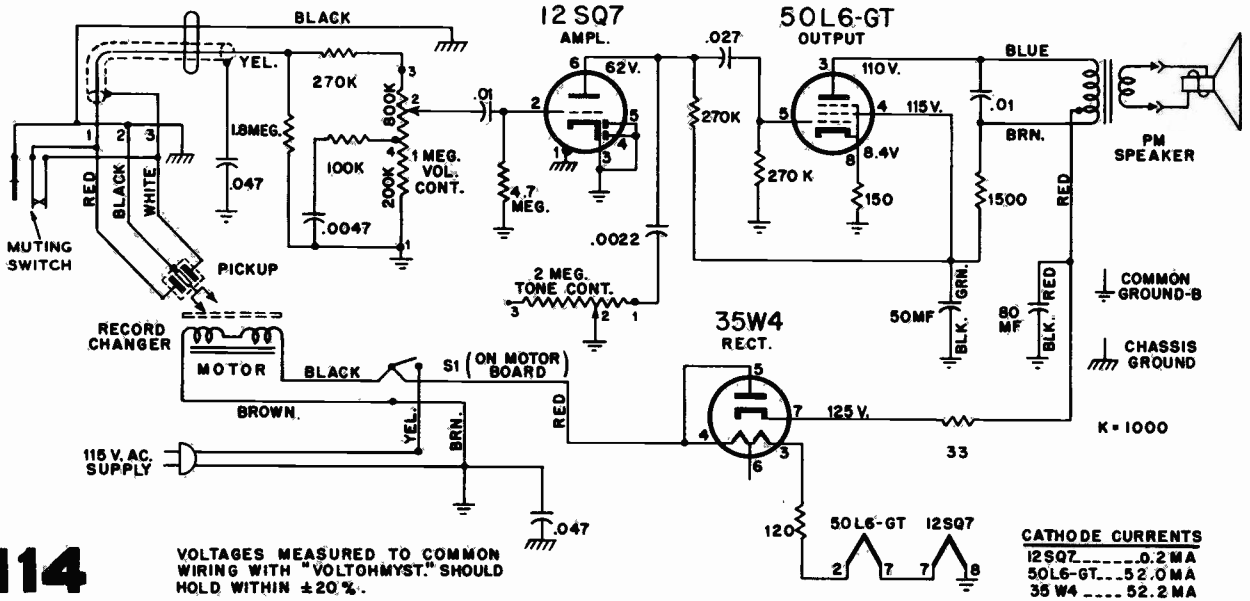 BLACK
YEL.
12 SQ7
AMPL.
50L6-GT
OUTPUT
.027
BLUE
BRN.
PM
SPEAKER
270K
3
800K
2
4
200K
1
1 MEG.
VOL.
CONT.
1.8 MEG.
100K
.0047
.047
.01
4.7
MEG.
6
62V.
2
5
4
3
1
270K
270 K
3
110 V.
4
115 V.
5
8
8.4V
150
.01
1500
RED
1
2
3
RED
BLACK
WHITE
MUTING
SWITCH
PICKUP
RECORD
CHANGER
MOTOR
.0022
2 MEG.
TONE CONT.
3
2
1
50MF
GRN.
BLK.
80
MF
RED
BLK.
COMMON
GROUND-B
CHASSIS
GROUND
K = 1000
35W4
RECT.
5
7
4
6
3
125 V.
33
BLACK
S1 (ON MOTOR BOARD)
BROWN.
YEL.
BRN.
RED
115 V. AC.
SUPPLY
.047
120
50L6-GT
12SQ7
2
7
7
8
CATHODE CURRENTS
12SQ7.......0.2 MA
50L6-GT...52.0 MA
35 W4 ....52.2 MA
114
VOLTAGES MEASURED TO COMMON
WIRING WITH "VOLTOHMYST." SHOULD
HOLD WITHIN ±20%.